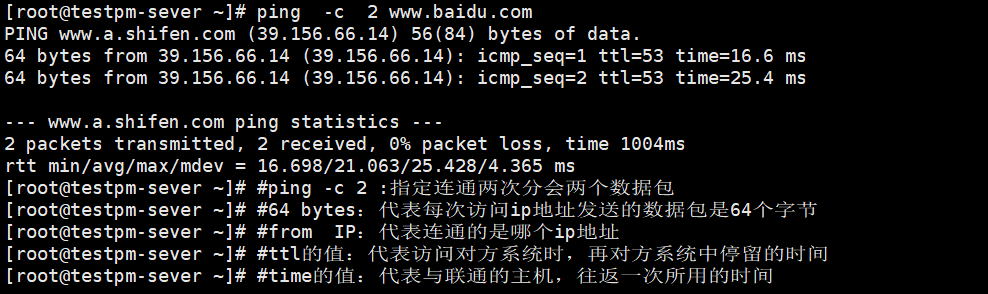 [root@testpm-sever ~]# ping  -c  2 www.baidu.com
PING www.a.shifen.com (39.156.66.14) 56(84) bytes of data.
64 bytes from 39.156.66.14 (39.156.66.14): icmp_seq=1 ttl=53 time=16.6 ms
64 bytes from 39.156.66.14 (39.156.66.14): icmp_seq=2 ttl=53 time=25.4 ms
--- www.a.shifen.com ping statistics ---
2 packets transmitted, 2 received, 0% packet loss, time 1004ms
rtt min/avg/max/mdev = 16.698/21.063/25.428/4.365 ms
[root@testpm-sever ~]# #ping -c 2 :指定连通两次分会两个数据包
[root@testpm-sever ~]# #64 bytes：代表每次访问ip地址发送的数据包是64个字节
[root@testpm-sever ~]# #from  IP：代表连通的是哪个ip地址
[root@testpm-sever ~]# #ttl的值：代表访问对方系统时，再对方系统中停留的时间
[root@testpm-sever ~]# #time的值：代表与联通的主机，往返一次所用的时间